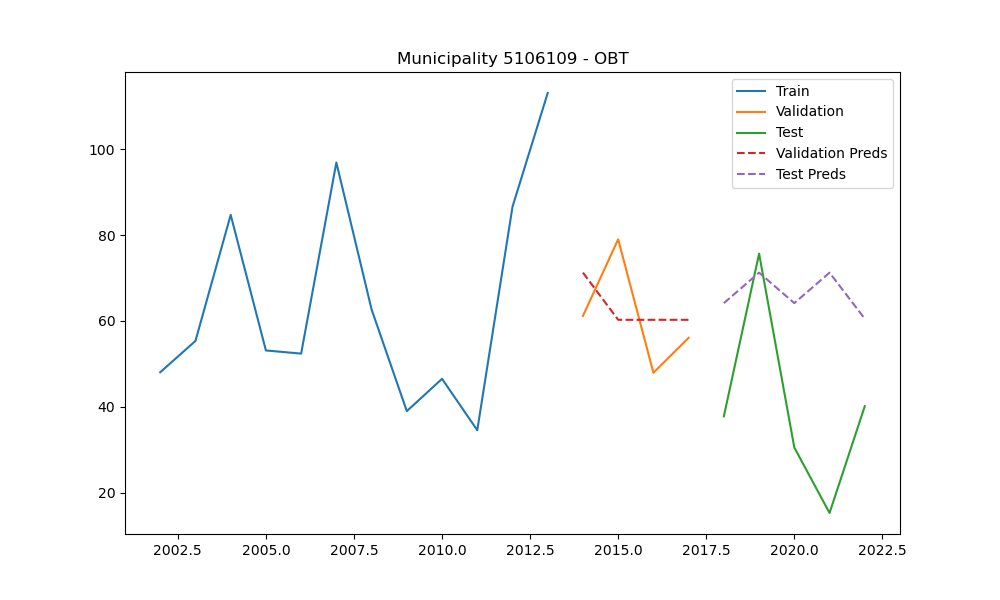 Municipality 5106109 - OBT
Train
Validation
Test
Validation Preds
Test Preds
100
80
60
40
20
2002.5 2005.0 2007.5 2010.0 2012.5 2015.0 2017.5 2020.0 2022.5